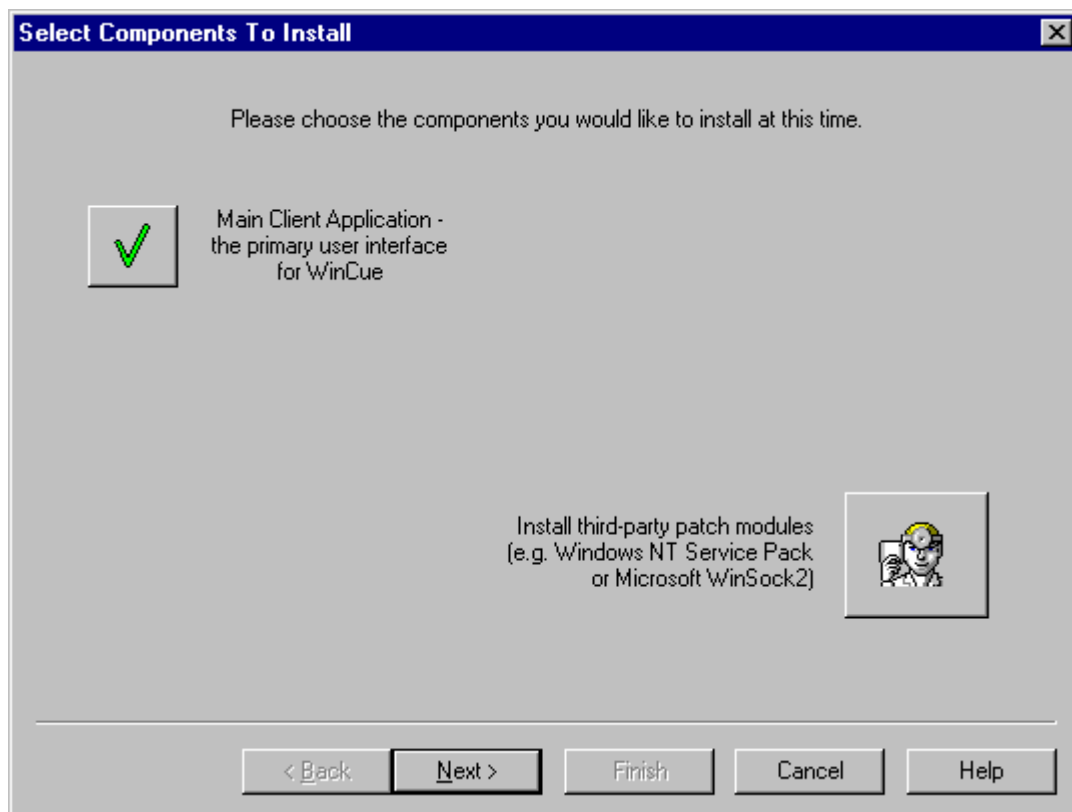 Select Components To Install
Please choose the components you would like to install at this time.
Main Client Application -
the primary user interface
for WinCue
Install third-party patch modules
(e.g. Windows NT Service Pack
or Microsoft WinSock2)
< Back
Next >
Finish
Cancel
Help